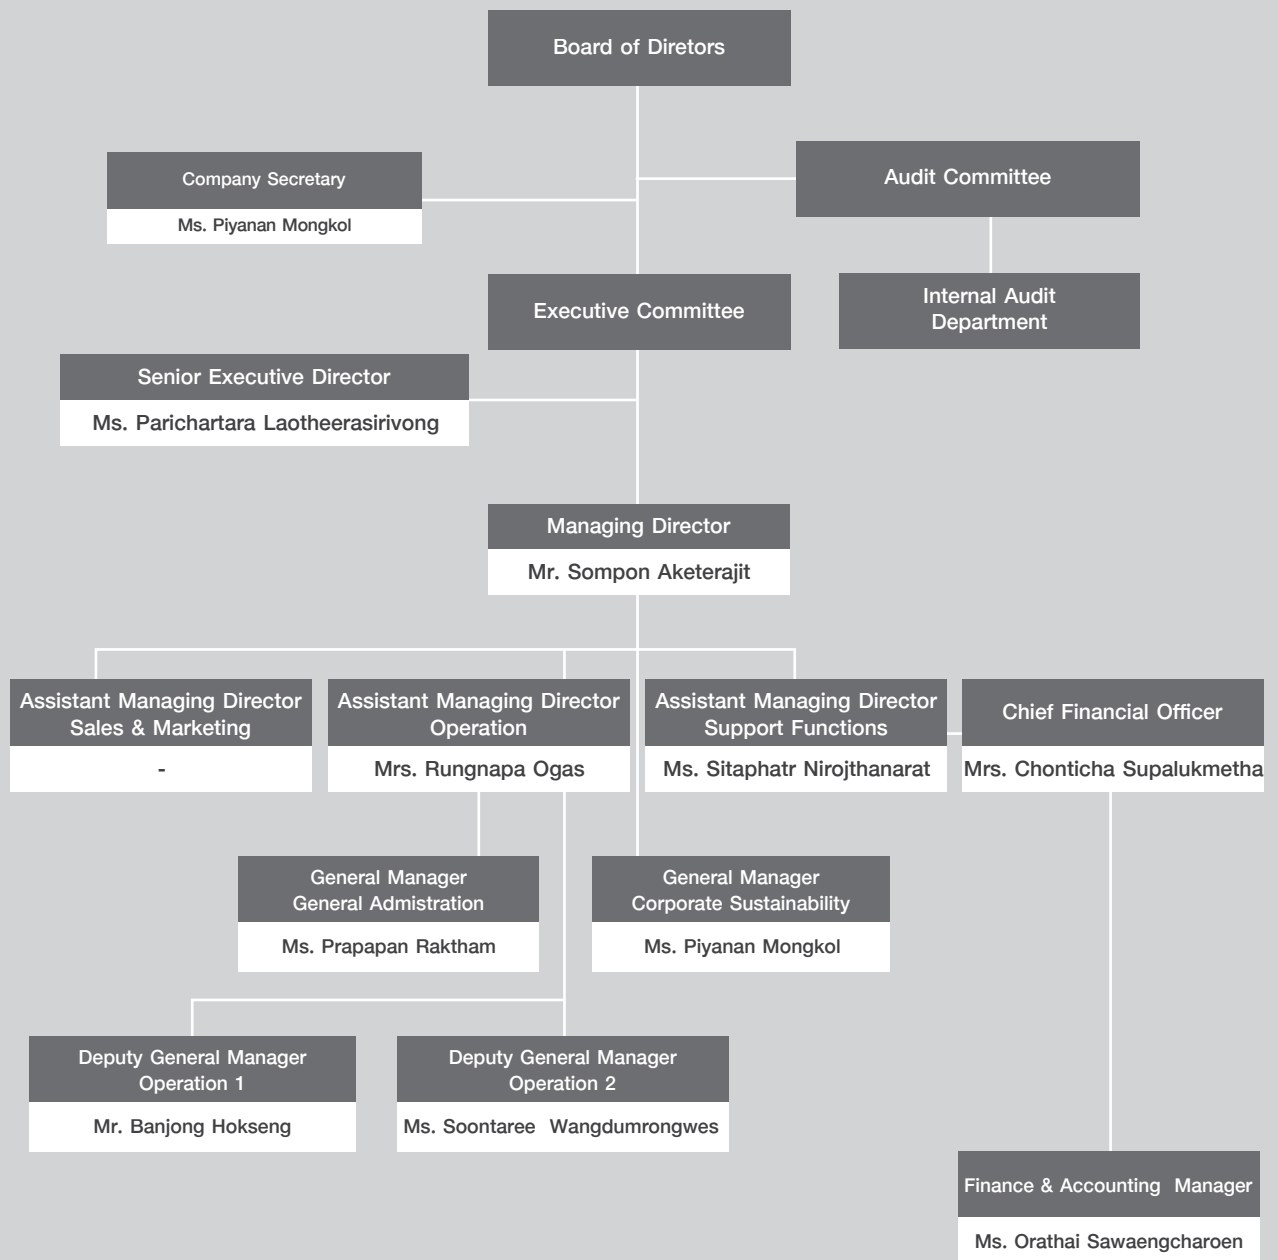 Board of Diretors
Company Secretary
Ms. Piyanan Mongkol
Audit Committee
Executive Committee
Internal Audit
Department
Senior Executive Director
Ms. Parichartara Laotheerasirivong
Managing Director
Mr. Sompon Aketerajit
Assistant Managing Director
Sales & Marketing
-
Assistant Managing Director
Operation
Mrs. Rungnapa Ogas
Assistant Managing Director
Support Functions
Ms. Sitaphatr Nirojthanarat
Chief Financial Officer
Mrs. Chonticha Supalukmetha
General Manager
General Admistration
Ms. Prapapan Raktham
General Manager
Corporate Sustainability
Ms. Piyanan Mongkol
Deputy General Manager
Operation 1
Mr. Banjong Hokseng
Deputy General Manager
Operation 2
Ms. Soontaree Wangdumrongwes
Finance & Accounting Manager
Ms. Orathai Sawaengcharoen